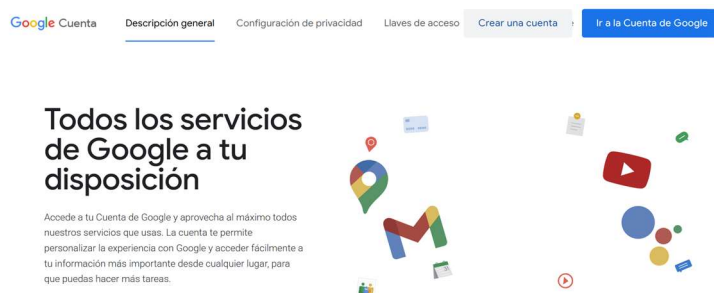 Google Cuenta
Descripción general
Configuración de privacidad
Llaves de acceso
Crear una cuenta
Ir a la Cuenta de Google
Todos los servicios
de Google a tu
disposición
Accede a tu Cuenta de Google y aprovecha al máximo todos
nuestros servicios que usas. La cuenta te permite
personalizar la experiencia con Google y acceder fácilmente a
tu información más importante desde cualquier lugar, para
que puedas hacer más tareas.